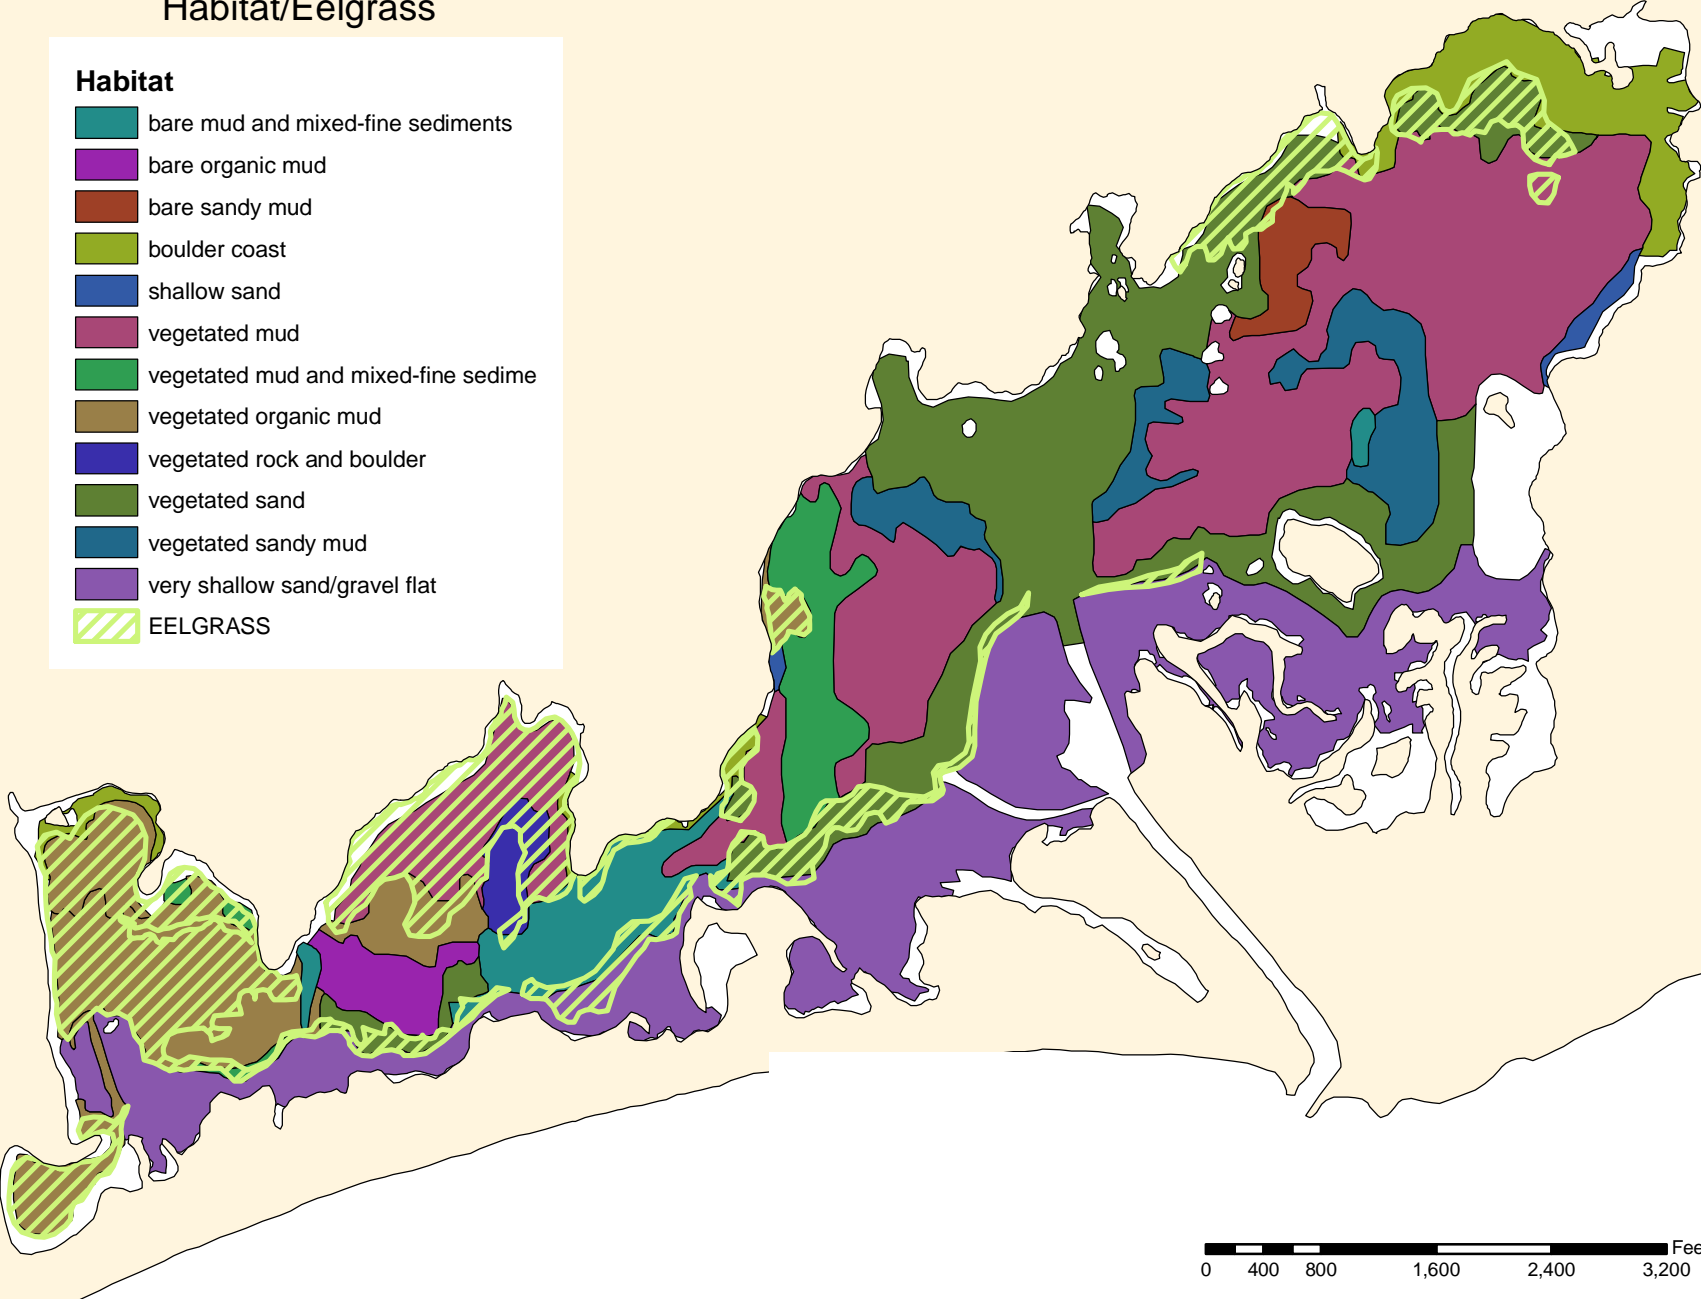 Habitat/Eelgrass
Habitat
bare mud and mixed-fine sediments
bare organic mud
bare sandy mud
boulder coast
shallow sand
vegetated mud
vegetated mud and mixed-fine sedime
vegetated organic mud
vegetated rock and boulder
vegetated sand
vegetated sandy mud
very shallow sand/gravel flat
EELGRASS
Fee
0 400 800 1,600 2,400 3,200